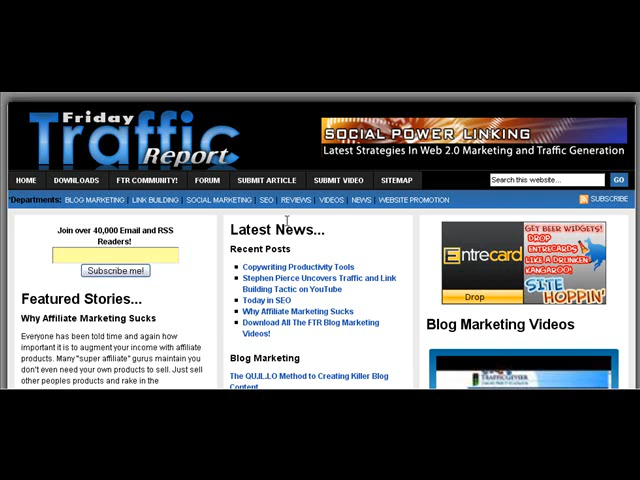 Friday
Traffic
Report
SOCIAL POWER LINKING
Latest Strategies In Web 2.0 Marketing and Traffic Generation
HOME DOWNLOADS FTR COMMUNITY! FORUM SUBMIT ARTICLE SUBMIT VIDEO SITEMAP
Search this website... GO
*Departments: BLOG MARKETING | LINK BUILDING | SOCIAL MARKETING | SEO | REVIEWS | VIDEOS | NEWS | WEBSITE PROMOTION
SUBSCRIBE
Join over 40,000 Email and RSS
Readers!
Subscribe me!
Featured Stories...
Why Affiliate Marketing Sucks
Everyone has been told time and again how
important it is to augment your income with affiliate
products. Many "super affiliate" gurus maintain you
don't even need your own products to sell. Just sell
other peoples products and rake in the
Latest News...
Recent Posts
Copywriting Productivity Tools
Stephen Pierce Uncovers Traffic and Link
Building Tactic on YouTube
Today in SEO
Why Affiliate Marketing Sucks
Download All The FTR Blog Marketing
Videos!
Blog Marketing
The Q.U.I.L.L.O Method to Creating Killer Blog
Content
Entrecard
Drop
GET BEER WIDGETS!
DROP
ENTRECARDS
LIKE A DRUNKEN
KANGAROO!
SITE
HOPPIN'
Blog Marketing Videos